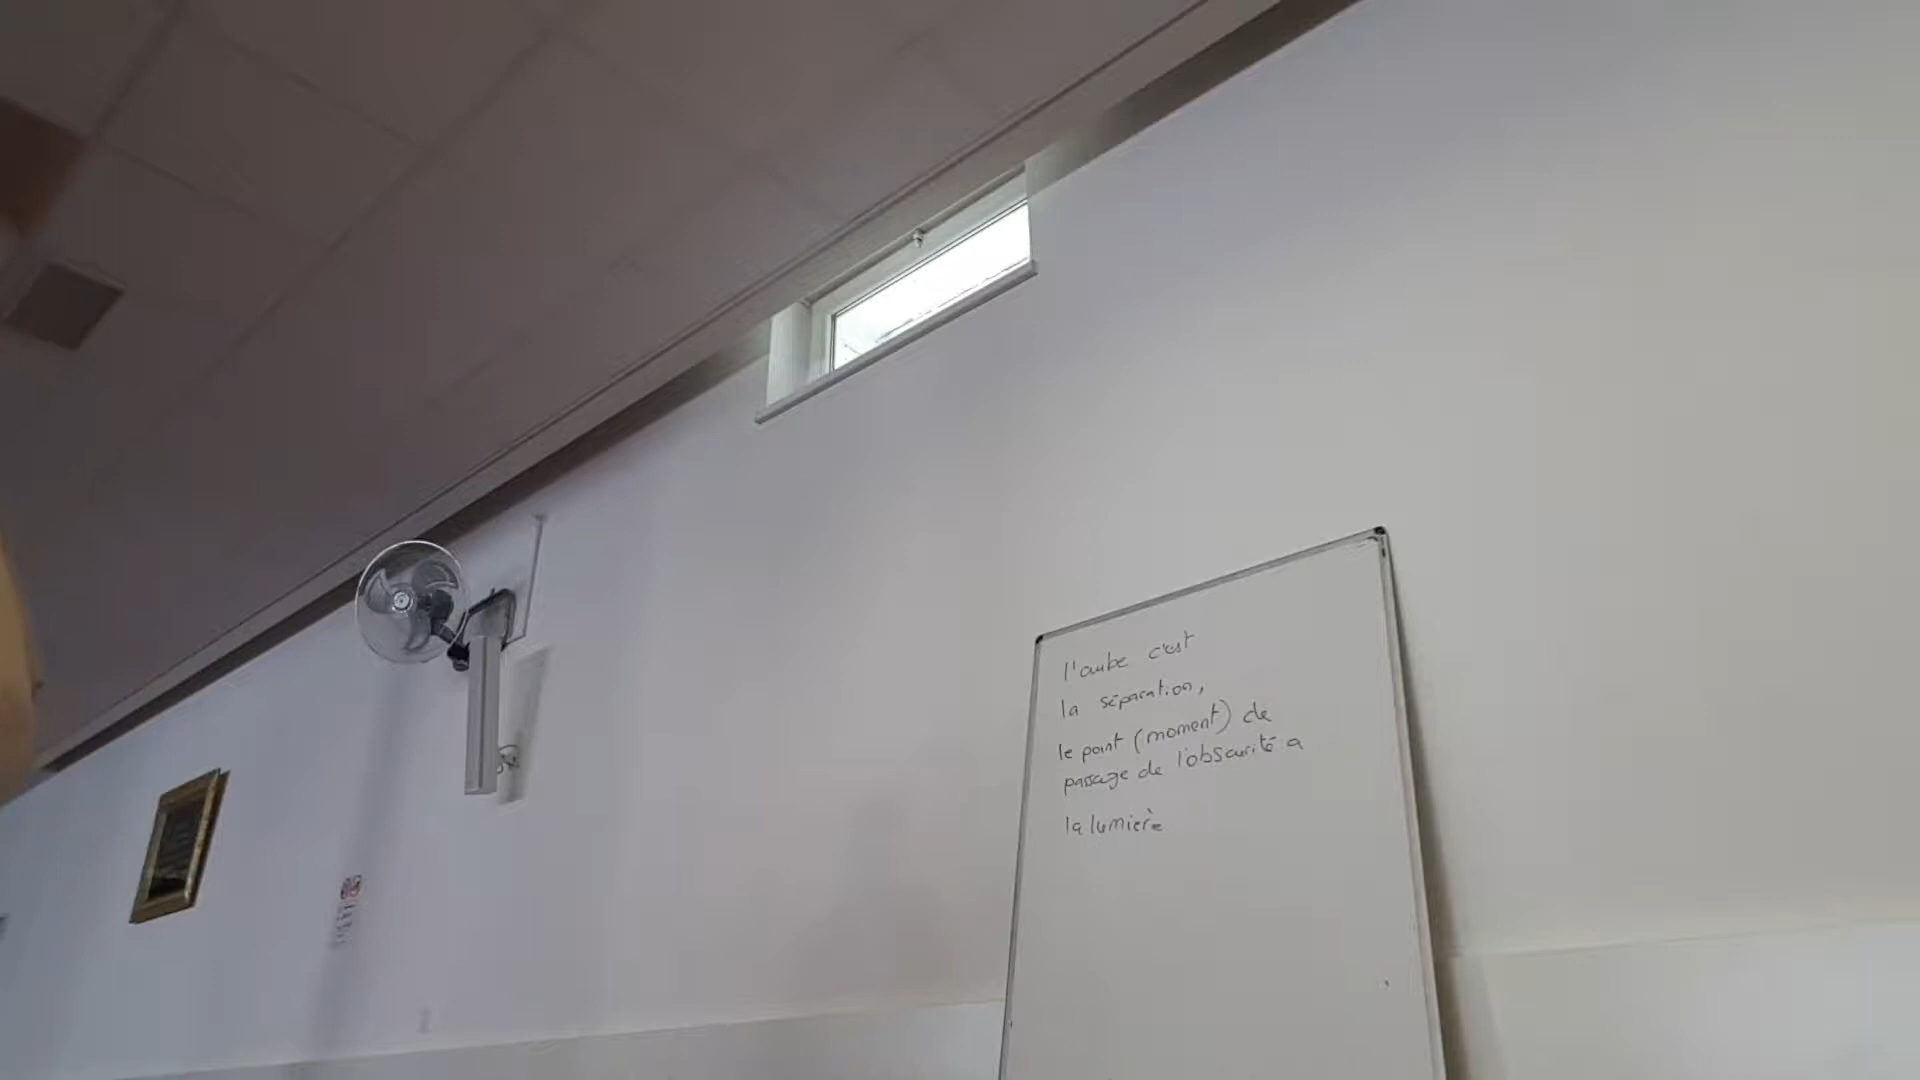 l'aube c'est
la séparation,
le point (moment) de
passage de l'obscurité a
la lumière